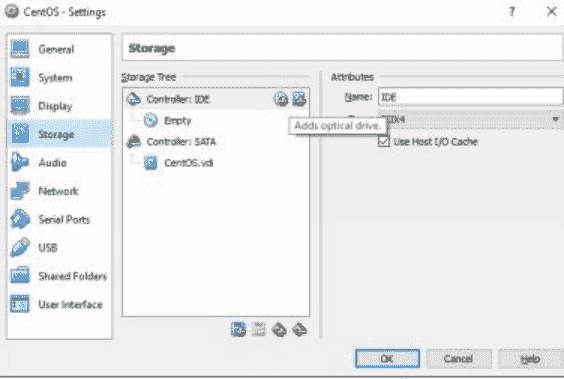 CentOS - Settings
? ×
General
System
Display
Storage
Audio
Network
Serial Ports
USB
Shared Folders
User Interface
Storage
Storage Tree
Controller: IDE
Empty
Controller: SATA
CentOS.vdi
Adds optical drive.
Attributes
Name: IDE
IIX4
Use Host I/O Cache
OK Cancel Help